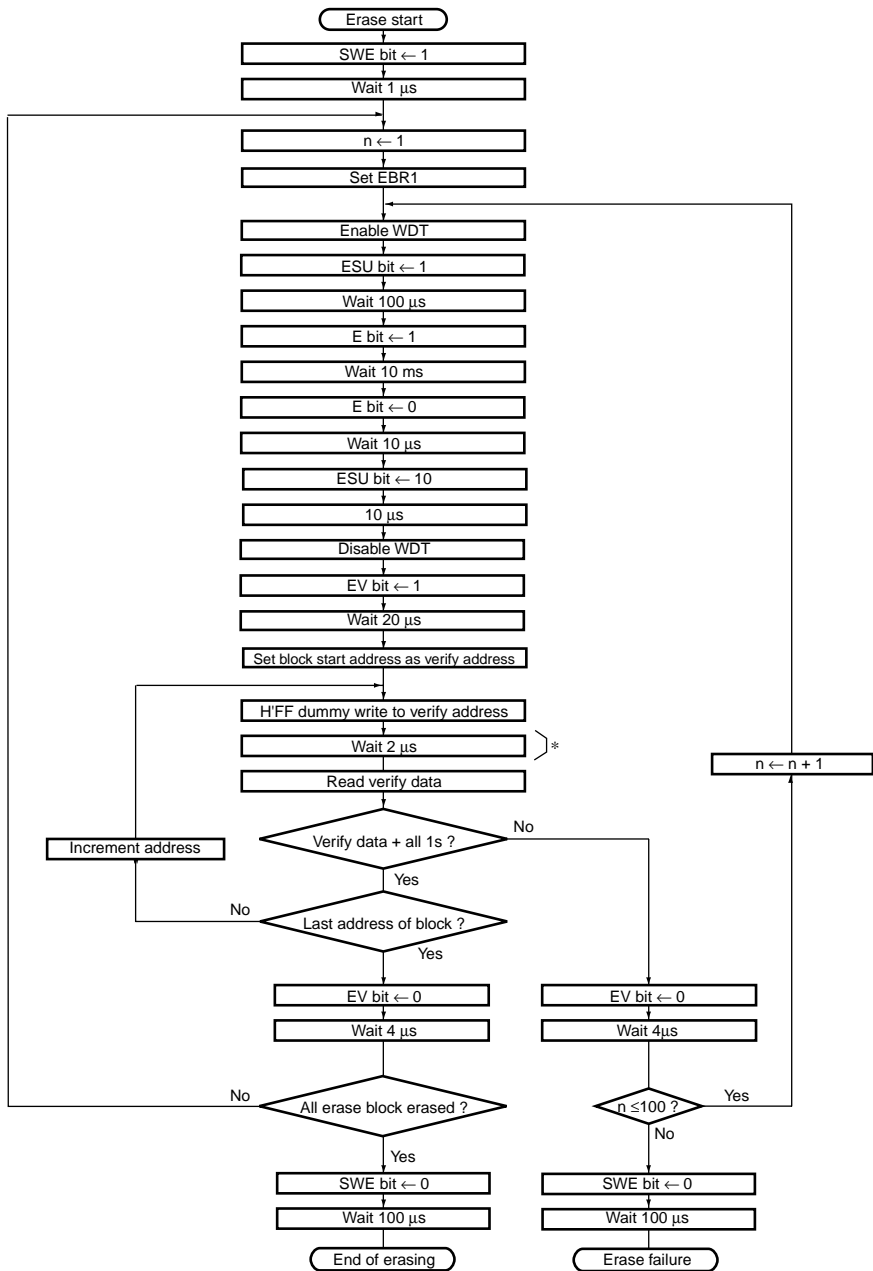 Erase start
SWE bit ← 1
Wait 1 μs
n ← 1
Set EBR1
Enable WDT
ESU bit ← 1
Wait 100 μs
E bit ← 1
Wait 10 ms
E bit ← 0
Wait 10 μs
ESU bit ← 10
10 μs
Disable WDT
EV bit ← 1
Wait 20 μs
Set block start address as verify address
H'FF dummy write to verify address
Wait 2 μs
*
n ← n + 1
Read verify data
Verify data + all 1s ?
No
Increment address
Yes
No
Last address of block ?
Yes
EV bit ← 0
EV bit ← 0
Wait 4 μs
Wait 4μs
No
All erase block erased ?
n ≤100 ?
Yes
Yes
No
SWE bit ← 0
SWE bit ← 0
Wait 100 μs
Wait 100 μs
End of erasing
Erase failure